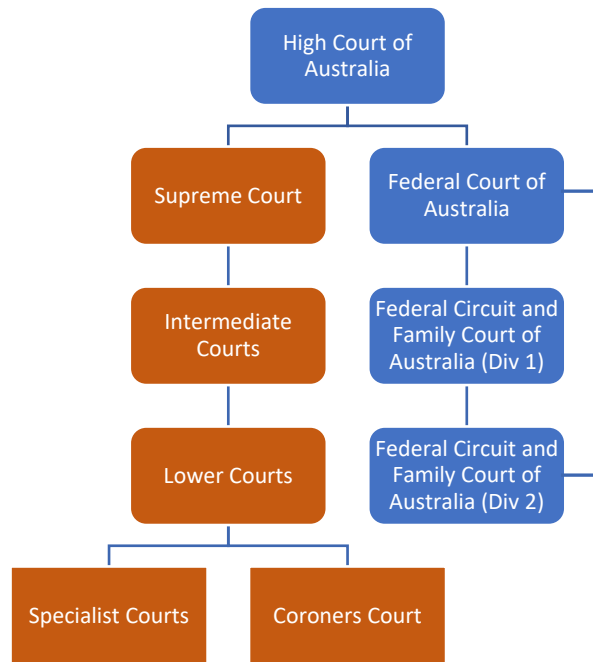 High Court of
Australia
Supreme Court
Federal Court of
Australia
Intermediate
Courts
Federal Circuit and
Family Court of
Australia (Div 1)
Lower Courts
Federal Circuit and
Family Court of
Australia (Div 2)
Specialist Courts
Coroners Court